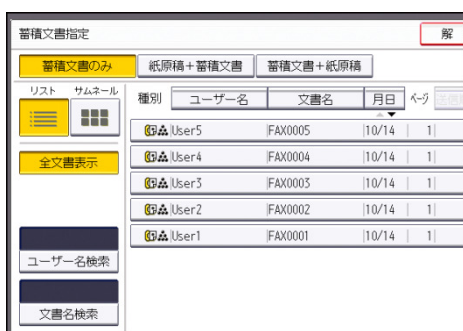 蓄積文書指定
解
蓄積文書のみ 紙原稿+蓄積文書 蓄積文書+紙原稿
リスト サムネール
種別 ユーザー名 文書名 月日 ページ
全文書表示
User5 FAX0005 10/14 1
User4 FAX0004 10/14 1
User3 FAX0003 10/14 1
User2 FAX0002 10/14 1
User1 FAX0001 10/14 1
ユーザー名検索
文書名検索